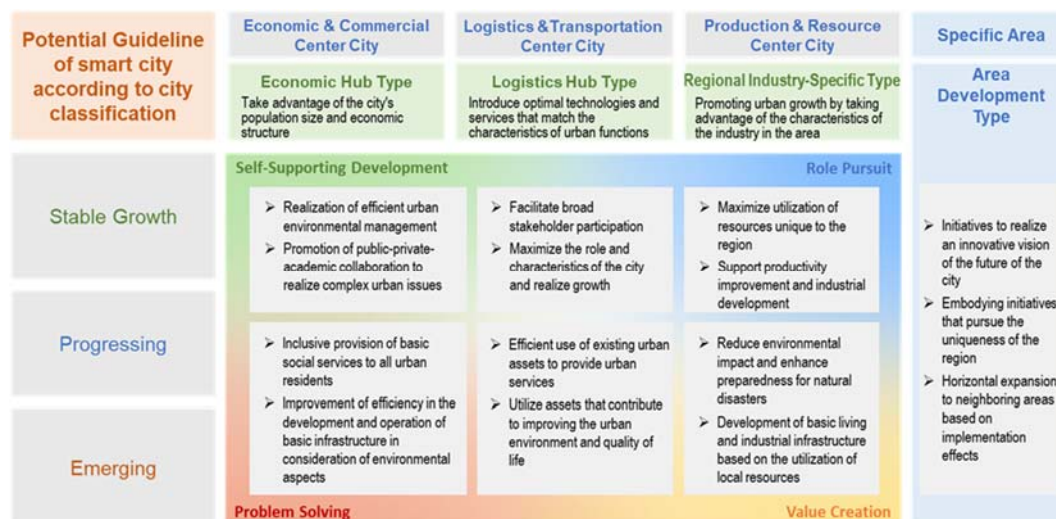 Potential Guideline
of smart city
according to city
classification
Economic & Commercial
Center City
Logistics &Transportation
Center City
Production & Resource
Center City
Specific Area
Economic Hub Type
Take advantage of the city's
population size and economic
structure
Logistics Hub Type
Introduce optimal technologies and
services that match the
characteristics of urban functions
Regional Industry-Specific Type
Promoting urban growth by taking
advantage of the characteristics of
the industry in the area
Area
Development
Type
Self-Supporting Development
Role Pursuit
Stable Growth
➤ Realization of efficient urban
environmental management
➤ Promotion of public-private-
academic collaboration to
realize complex urban issues
➤ Facilitate broad
stakeholder participation
➤ Maximize the role and
characteristics of the city
and realize growth
➤ Maximize utilization of
resources unique to the
region
➤ Support productivity
improvement and industrial
development
Progressing
➤ Inclusive provision of basic
social services to all urban
residents
➤ Improvement of efficiency in the
development and operation of
basic infrastructure in
consideration of environmental
aspects
➤ Efficient use of existing urban
assets to provide urban
services
➤ Utilize assets that contribute
to improving the urban
environment and quality of
life
➤ Reduce environmental
impact and enhance
preparedness for natural
disasters
➤ Development of basic living
and industrial infrastructure
based on the utilization of
local resources
Emerging
➤ Initiatives to realize
an innovative vision
of the future of the
city
➤ Embodying initiatives
that pursue the
uniqueness of the
region
➤ Horizontal expansion
to neighboring areas
based on
implementation
effects
Problem Solving
Value Creation